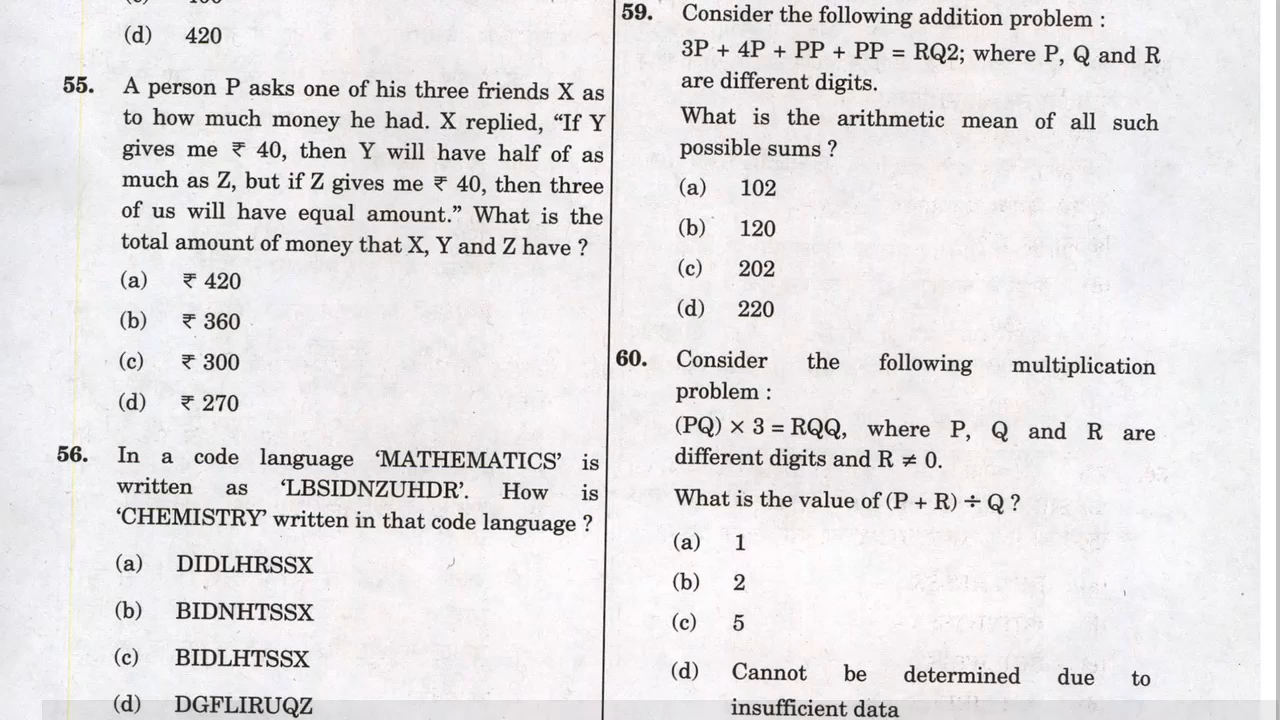 (d) 420
55. A person P asks one of his three friends X as
to how much money he had. X replied, “If Y
gives me ₹ 40, then Y will have half of as
much as Z, but if Z gives me ₹ 40, then three
of us will have equal amount.” What is the
total amount of money that X, Y and Z have ?
(a) ₹ 420
(b) ₹ 360
(c) ₹ 300
(d) ₹ 270
56. In a code language ‘MATHEMATICS’ is
written as ‘LBSIDNZUHDR’. How is
‘CHEMISTRY’ written in that code language ?
(a) DIDLHRSSX
(b) BIDNHTSSX
(c) BIDLHTSSX
(d) DGFLIRUQZ
59. Consider the following addition problem :
3P + 4P + PP + PP = RQ2; where P, Q and R
are different digits.
What is the arithmetic mean of all such
possible sums ?
(a) 102
(b) 120
(c) 202
(d) 220
60. Consider the following multiplication
problem :
(PQ) × 3 = RQQ, where P, Q and R are
different digits and R ≠ 0.
What is the value of (P + R) ÷ Q ?
(a) 1
(b) 2
(c) 5
(d) Cannot be determined due to
insufficient data